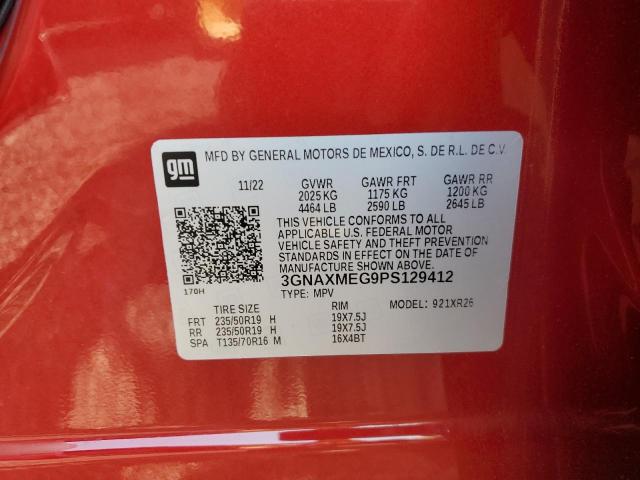 gm
MFD BY GENERAL MOTORS DE MEXICO, S. DE R.L. DE C.V.
11/22 GVWR GAWR FRT GAWR RR
2025 KG 1175 KG 1200 KG
4464 LB 2590 LB 2645 LB
THIS VEHICLE CONFORMS TO ALL
APPLICABLE U.S. FEDERAL MOTOR
VEHICLE SAFETY AND THEFT PREVENTION
STANDARDS IN EFFECT ON THE DATE OF
MANUFACTURE SHOWN ABOVE.
170H
3GNAXMEG9PS129412
TYPE: MPV
TIRE SIZE RIM MODEL: 921XR26
FRT 235/50R19 H 19X7.5J
RR 235/50R19 H 19X7.5J
SPA T135/70R16 M 16X4BT